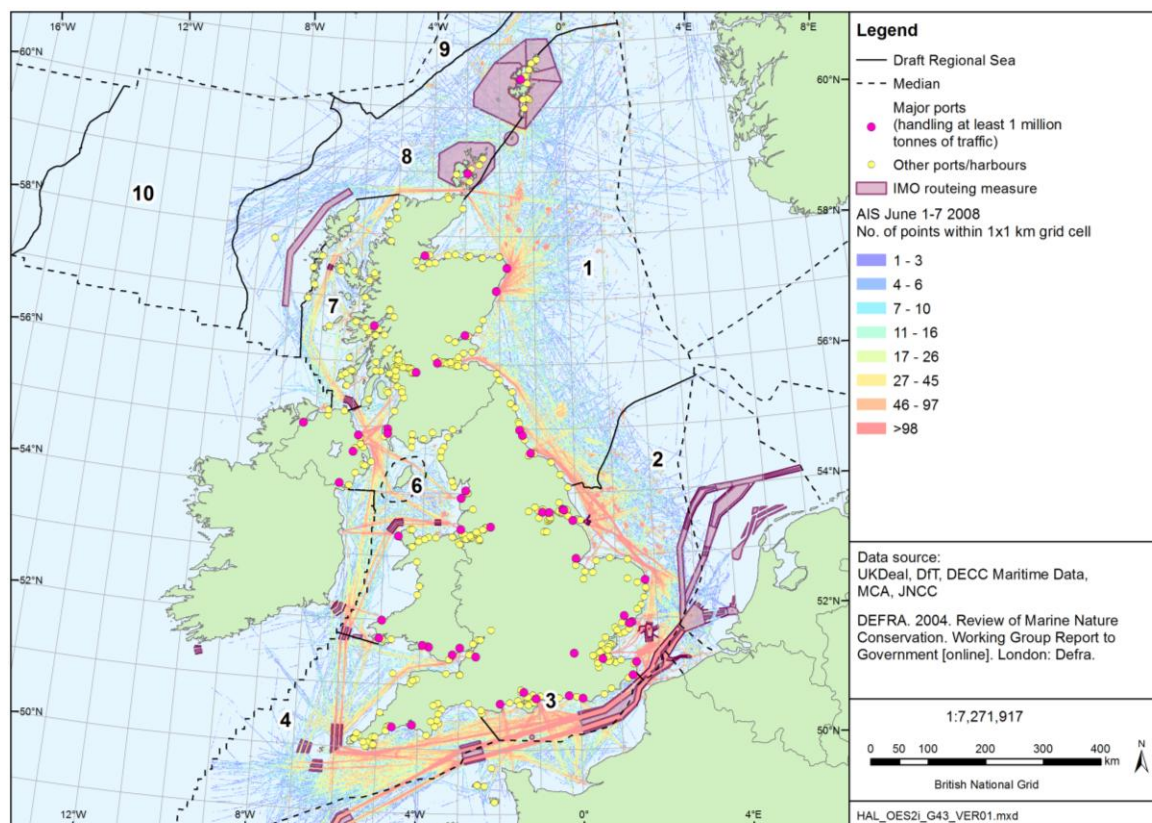 16°W
12°W
8°W
4°W
0°
4°E
8°E
60°N
58°N
56°N
54°N
52°N
50°N
60°N
58°N
56°N
54°N
52°N
50°N
12°W
8°W
4°W
0°
4°E
9
8
10
1
7
2
6
3
4
Legend
Draft Regional Sea
Median
Major ports
(handling at least 1 million
tonnes of traffic)
Other ports/harbours
IMO routeing measure
AIS June 1-7 2008
No. of points within 1x1 km grid cell
1 - 3
4 - 6
7 - 10
11 - 16
17 - 26
27 - 45
46 - 97
>98
Data source:
UKDeal, DfT, DECC Maritime Data,
MCA, JNCC
DEFRA. 2004. Review of Marine Nature
Conservation. Working Group Report to
Government [online]. London: Defra.
1:7,271,917
0 50 100 200 300 400
km
N
British National Grid
HAL_OES2i_G43_VER01.mxd